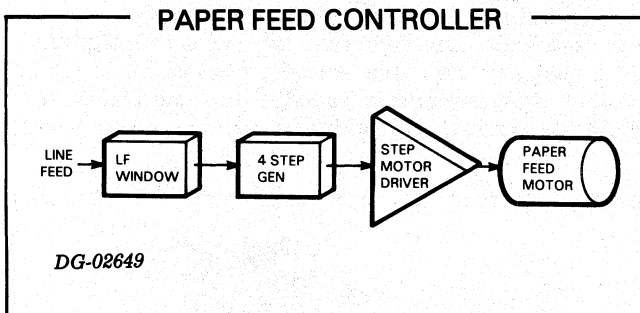 PAPER FEED CONTROLLER
LINE
FEED
LF
WINDOW
4 STEP
GEN
STEP
MOTOR
DRIVER
PAPER
FEED
MOTOR
DG-02649